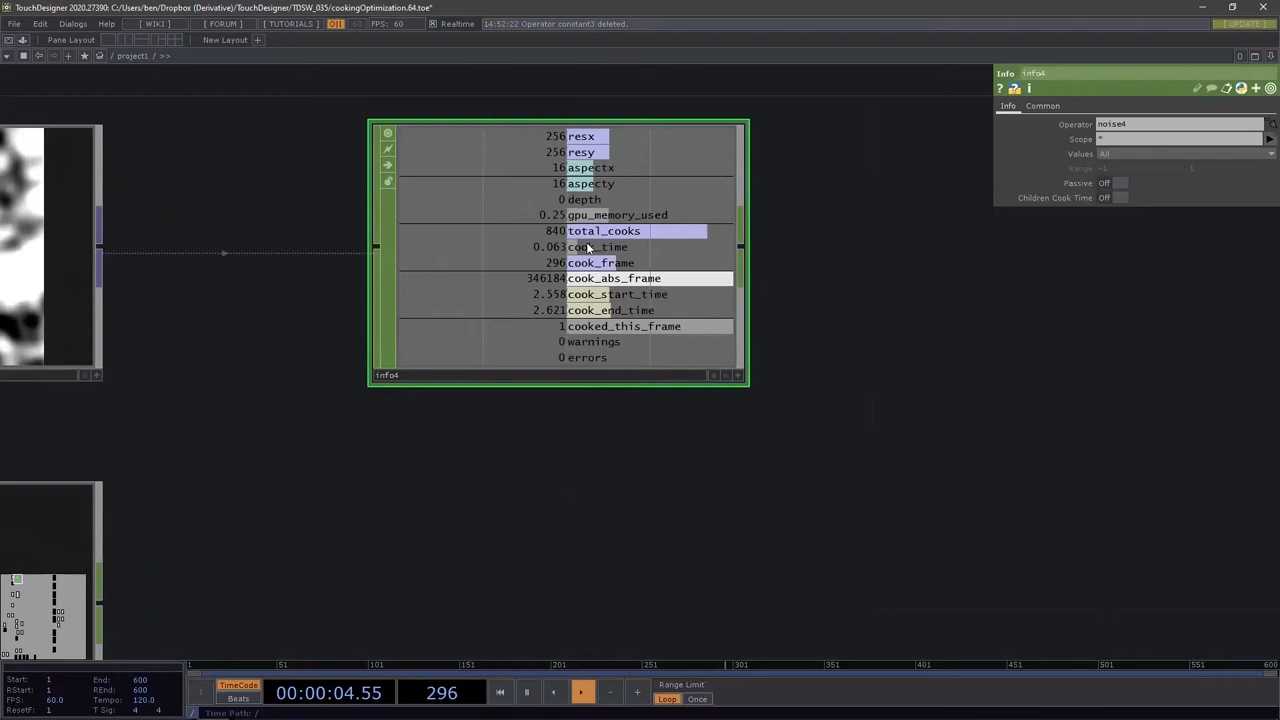 TouchDesigner 2020.27390: C:/Users/ben/Dropbox (Derivative)/TouchDesigner/TDSW_035/cookingOptimization.64.toe*
File Edit Dialogs Help [ WIKI ] [ FORUM ] [ TUTORIALS ] O|I 60 FPS: 60 Realtime 14:52:22 Operator constant3 deleted. [ UPDATE ]
Pane Layout New Layout +
/ project1 / >>
Info info4
Info Common
Operator noise4
Scope *
Values All
Range -1 1
Passive Off
Children Cook Time Off
256 resx
256 resy
16 aspectx
16 aspecty
0 depth
0.25 gpu_memory_used
840 total_cooks
0.063 cook_time
296 cook_frame
346184 cook_abs_frame
2.558 cook_start_time
2.621 cook_end_time
1 cooked_this_frame
0 warnings
0 errors
info4
1 51 101 151 201 251 301 351 401 451 501 551 600
Start: 1 End: 600
RStart: 1 REnd: 600
FPS: 60.0 Tempo: 120.0
ResetF: 1 T Sig: 4 4
TimeCode
Beats
00:00:04.55
296
Range Limit
Loop Once
/ Time Path: /